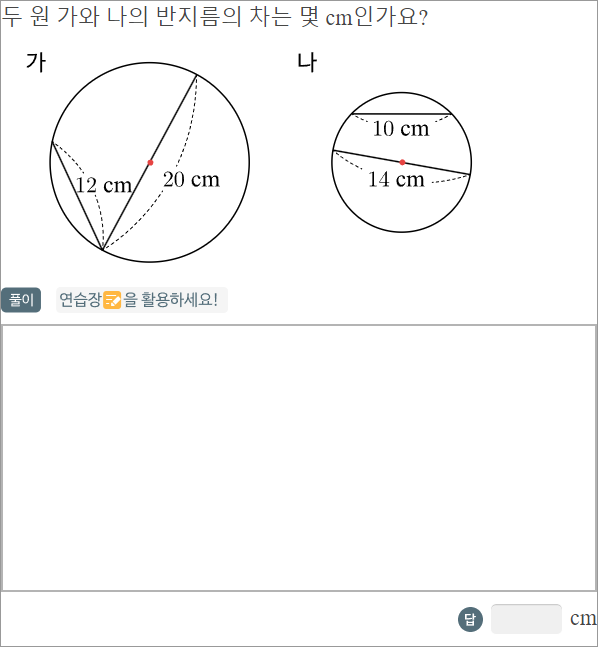 두 원 가와 나의 반지름의 차는 몇 cm인가요?
가
나
10 cm
12 cm
20 cm
14 cm
풀이 연습장을 활용하세요!
답 cm